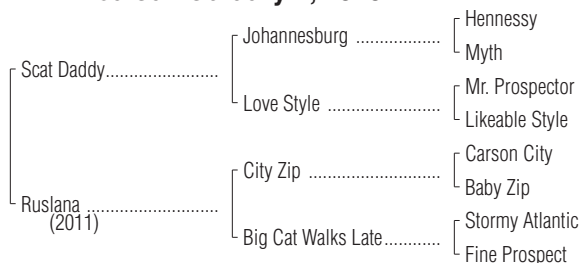 Hennessy
Johannesburg ....................
Myth
Scat Daddy..........................
Mr. Prospector
Love Style ...........................
Likeable Style
Carson City
City Zip ...............................
Baby Zip
Ruslana ...............................
(2011)
Stormy Atlantic
Big Cat Walks Late.............
Fine Prospect